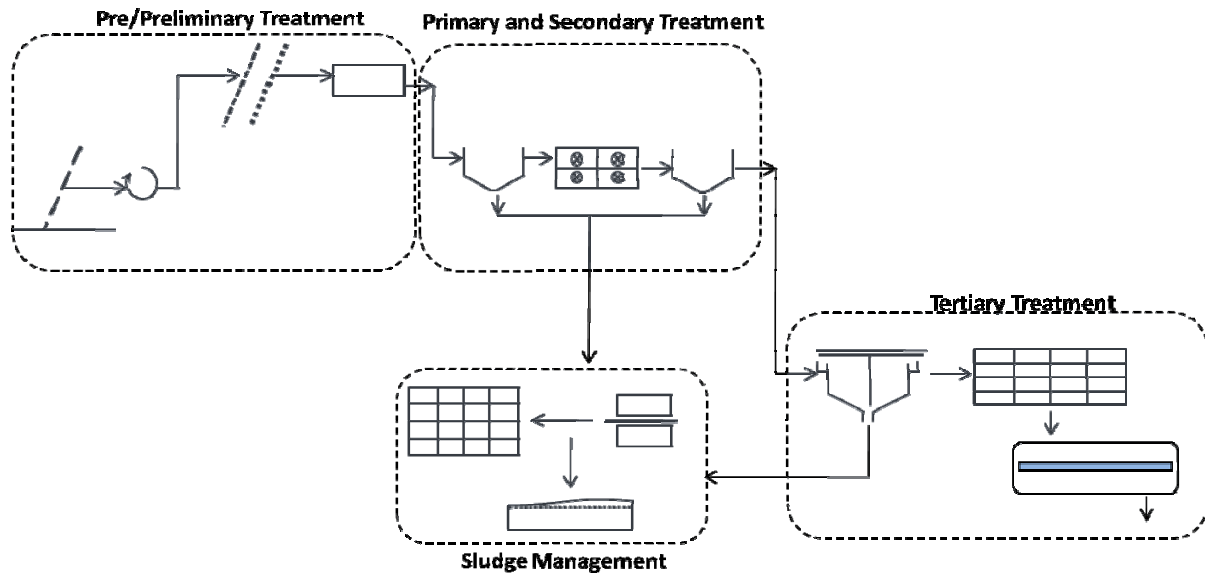 Pre/Preliminary Treatment
Primary and Secondary Treatment
Tertiary Treatment
Sludge Management